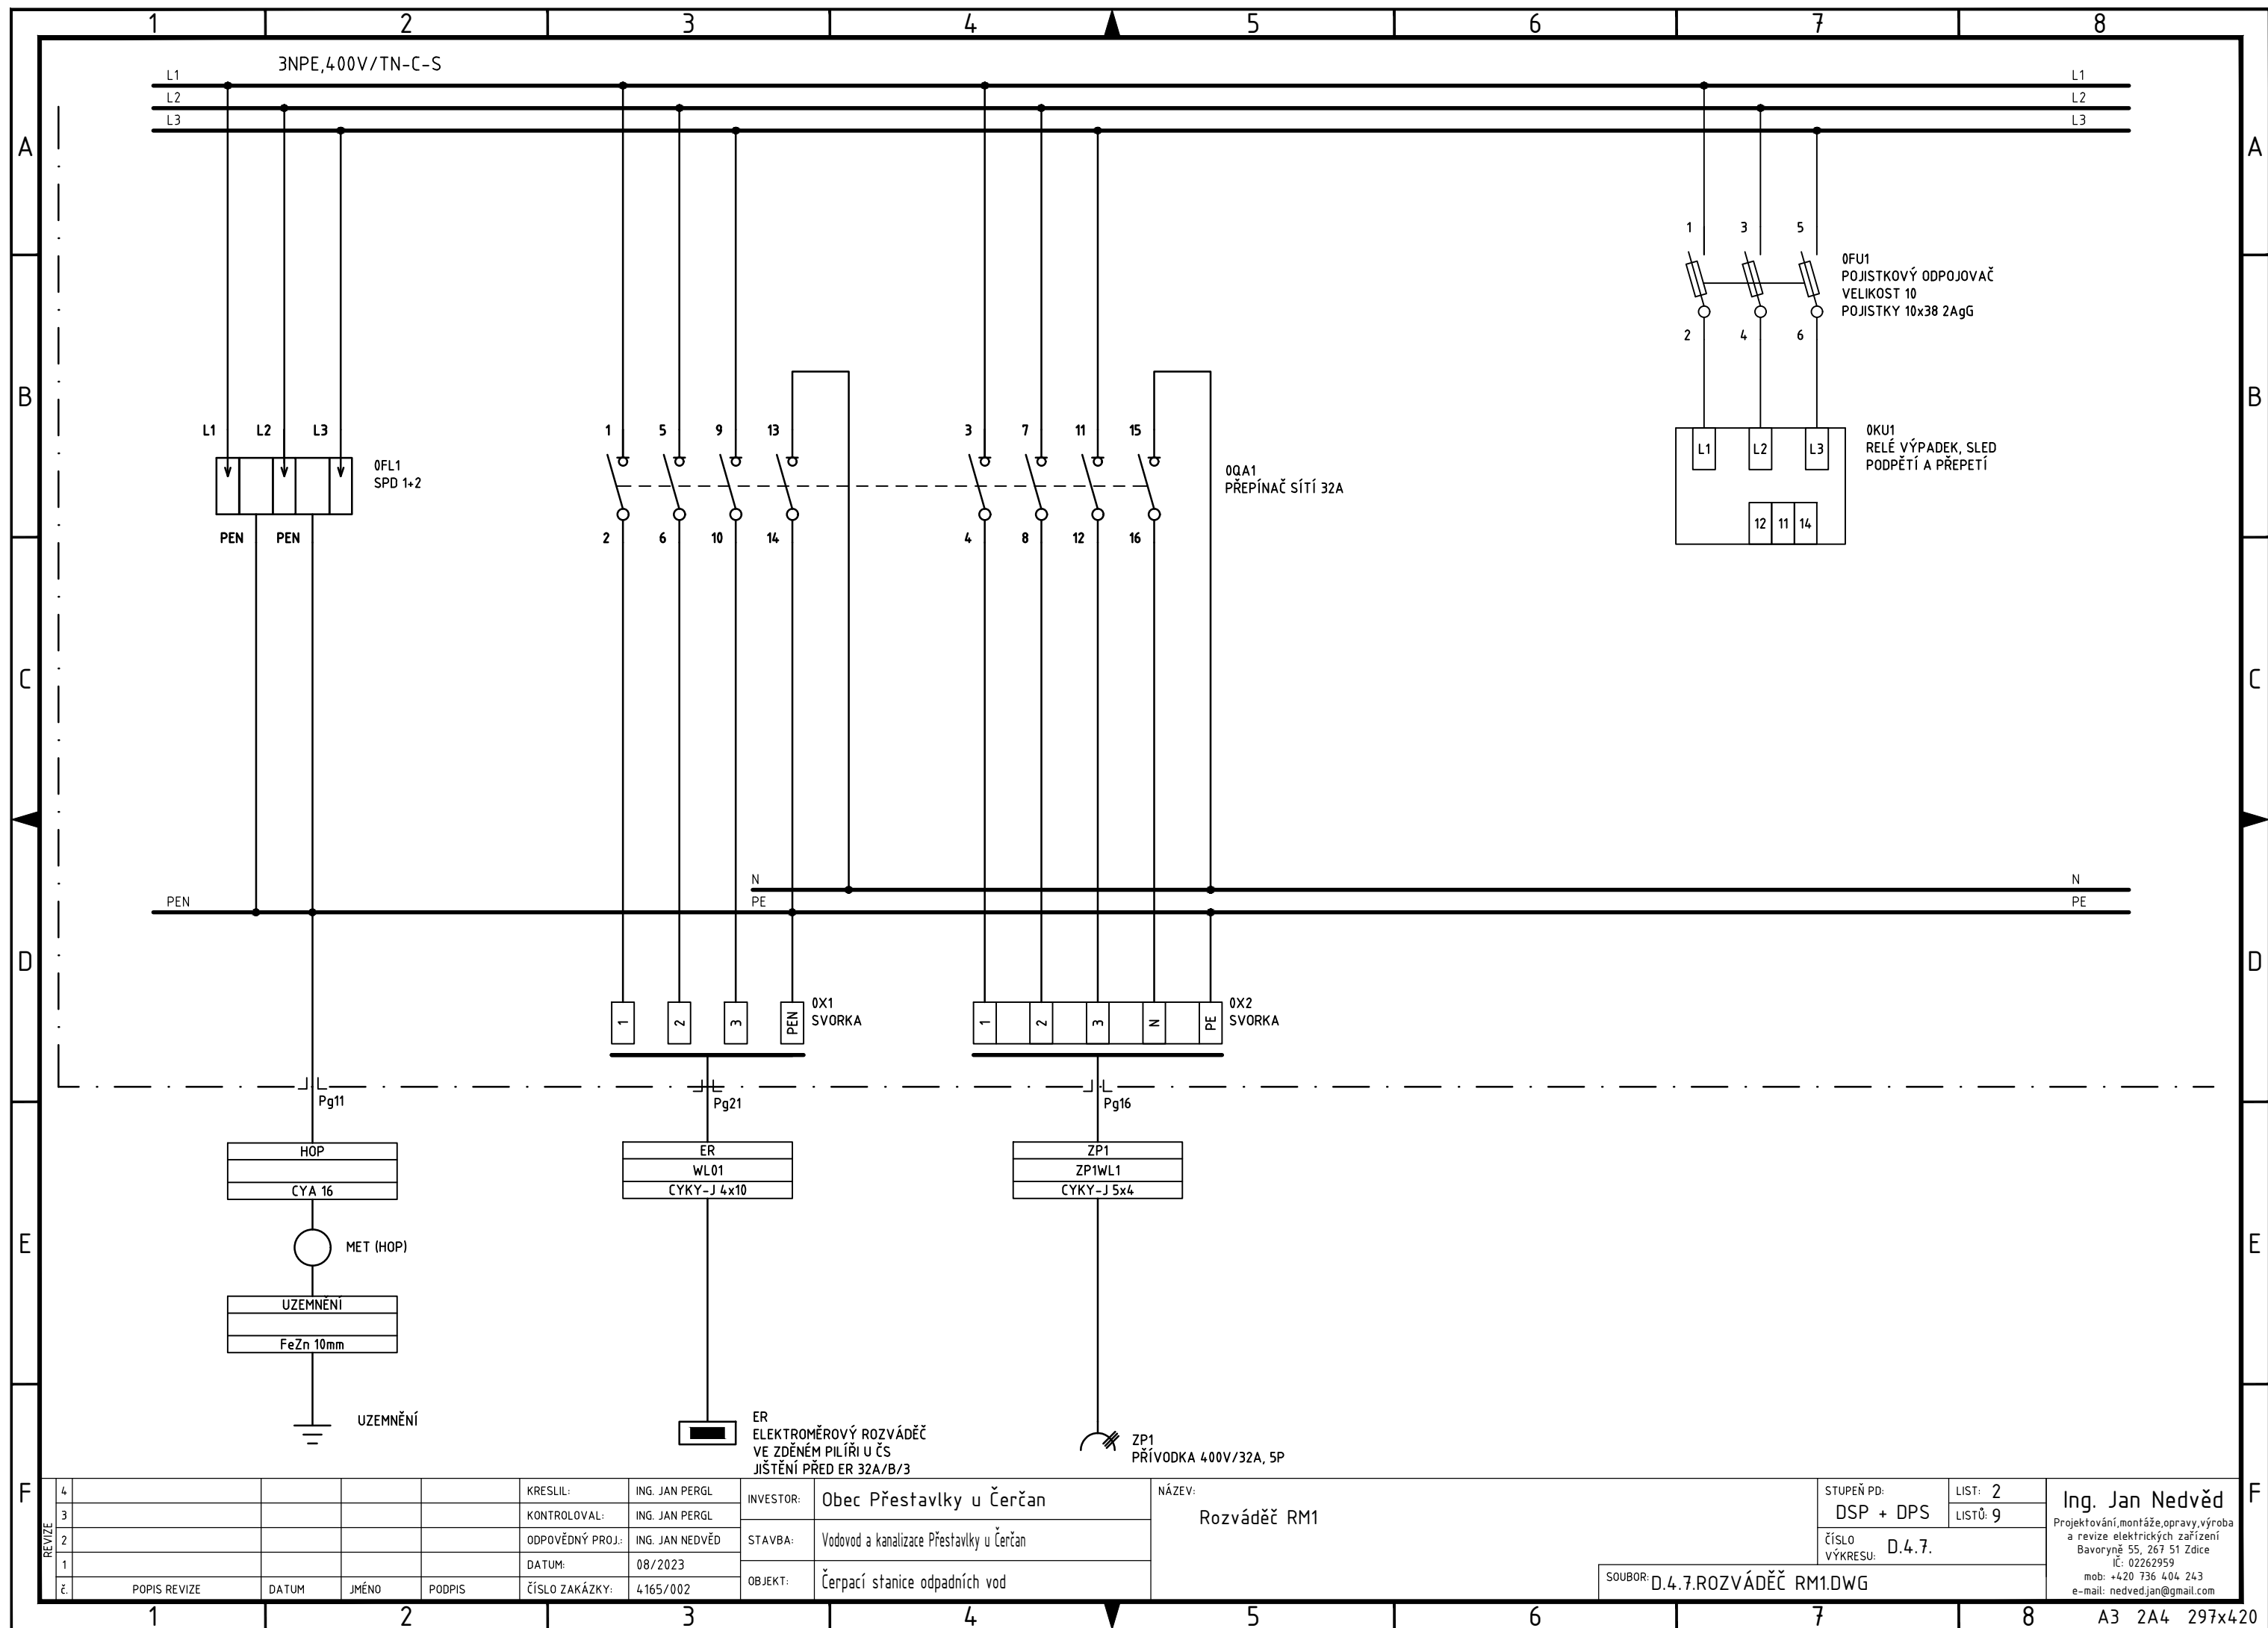 1 2 3 4 5 6 7 8
3NPE,400V/TN-C-S
L1 L1
L2 L2
L3 L3
A A
1 3 5
0FU1
POJISTKOVÝ ODPOJOVAČ
VELIKOST 10
POJISTKY 10x38 2AgG
2 4 6
B B
L1 L2 L3
0FL1
SPD 1+2
PEN PEN
1 5 9 13
2 6 10 14
3 7 11 15
4 8 12 16
0QA1
PŘEPÍNAČ SÍTÍ 32A
0KU1
RELÉ VÝPADEK, SLED
PODPĚTÍ A PŘEPETÍ
L1 L2 L3
12 11 14
C C
N N
PEN PE PE
D D
1 2 3 PEN
0X1
SVORKA
1 2 3 N PE
0X2
SVORKA
Pg11 Pg21 Pg16
HOP
CYA 16
ER
WL01
CYKY-J 4x10
ZP1
ZP1WL1
CYKY-J 5x4
E E
MET (HOP)
UZEMNĚNÍ
FeZn 10mm
UZEMNĚNÍ
ER
ELEKTROMĚROVÝ ROZVÁDĚČ
VE ZDĚNÉM PILÍŘI U ČS
JIŠTĚNÍ PŘED ER 32A/B/3
ZP1
PŘÍVODKA 400V/32A, 5P
F F
REVIZE
4
3
2
1
č. POPIS REVIZE DATUM JMÉNO PODPIS
KRESLIL: ING. JAN PERGL
KONTROLOVAL: ING. JAN PERGL
ODPOVĚDNÝ PROJ.: ING. JAN NEDVĚD
DATUM: 08/2023
ČÍSLO ZAKÁZKY: 4165/002
INVESTOR: Obec Přestavlky u Čerčan
STAVBA: Vodovod a kanalizace Přestavlky u Čerčan
OBJEKT: Čerpací stanice odpadních vod
NÁZEV:
Rozváděč RM1
STUPEŇ PD:
DSP + DPS
LIST: 2
LISTŮ: 9
ČÍSLO
VÝKRESU: D.4.7.
SOUBOR: D.4.7.ROZVÁDĚČ RM1.DWG
Ing. Jan Nedvěd
Projektování,montáže,opravy,výroba
a revize elektrických zařízení
Bavoryně 55, 267 51 Zdice
IČ: 02262959
mob: +420 736 404 243
e-mail: nedved.jan@gmail.com
1 2 3 4 5 6 7 8
A3 2A4 297x420